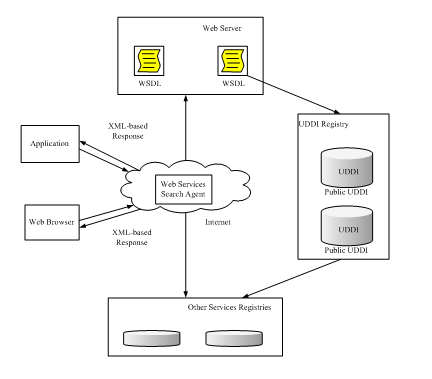 Web Server
WSDL
WSDL
XML-based
Response
Application
UDDI Registry
UDDI
Public UDDI
Web Services
Search Agent
Web Browser
Internet
UDDI
Public UDDI
XML-based
Response
Other Services Registries